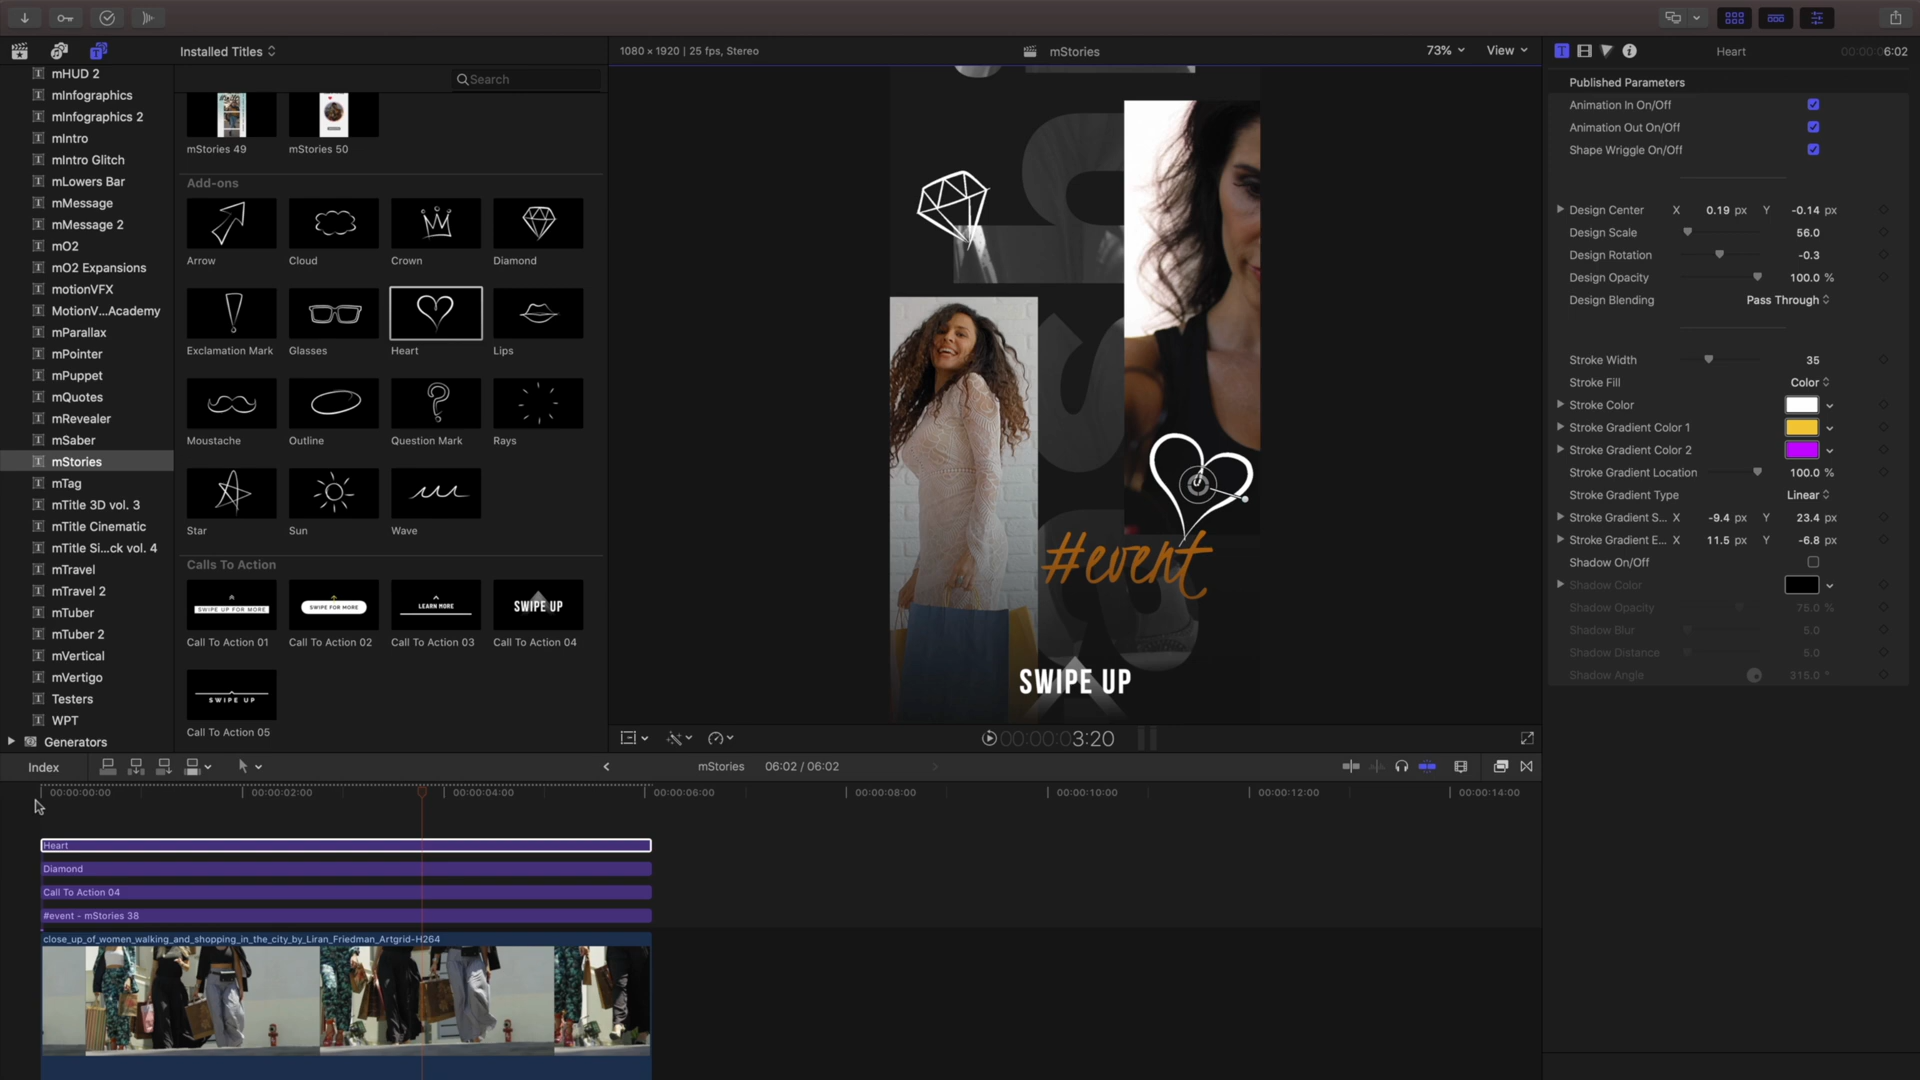 Installed Titles
1080 × 1920 | 25 fps, Stereo
mStories
73%
View
Heart
00:00:00:06:02
Search
mHUD 2
mInfographics
mInfographics 2
mIntro
mIntro Glitch
mLowers Bar
mMessage
mMessage 2
mO2
mO2 Expansions
motionVFX
MotionV...Academy
mParallax
mPointer
mPuppet
mQuotes
mRevealer
mSaber
mStories
mTag
mTitle 3D vol. 3
mTitle Cinematic
mTitle Si...ck vol. 4
mTravel
mTravel 2
mTuber
mTuber 2
mVertical
mVertigo
Testers
WPT
Generators
mStories 49
mStories 50
Add-ons
Arrow
Cloud
Crown
Diamond
Exclamation Mark
Glasses
Heart
Lips
Moustache
Outline
Question Mark
Rays
Star
Sun
Wave
Calls To Action
SWIPE UP FOR MORE
SWIPE FOR MORE
LEARN MORE
SWIPE UP
Call To Action 01
Call To Action 02
Call To Action 03
Call To Action 04
SWIPE UP
Call To Action 05
#event
SWIPE UP
00:00:00:03:20
Published Parameters
Animation In On/Off
Animation Out On/Off
Shape Wriggle On/Off
Design Center X 0.19 px Y -0.14 px
Design Scale 56.0
Design Rotation -0.3
Design Opacity 100.0 %
Design Blending Pass Through
Stroke Width 35
Stroke Fill Color
Stroke Color
Stroke Gradient Color 1
Stroke Gradient Color 2
Stroke Gradient Location 100.0 %
Stroke Gradient Type Linear
Stroke Gradient S... X -9.4 px Y 23.4 px
Stroke Gradient E... X 11.5 px Y -6.8 px
Shadow On/Off
Shadow Color
Shadow Opacity 75.0 %
Shadow Blur 5.0
Shadow Distance 5.0
Shadow Angle 315.0 °
Index
mStories
06:02 / 06:02
00:00:00:00
00:00:02:00
00:00:04:00
00:00:06:00
00:00:08:00
00:00:10:00
00:00:12:00
00:00:14:00
Heart
Diamond
Call To Action 04
#event - mStories 38
close_up_of_women_walking_and_shopping_in_the_city_by_Liran_Friedman_Artgrid-H264